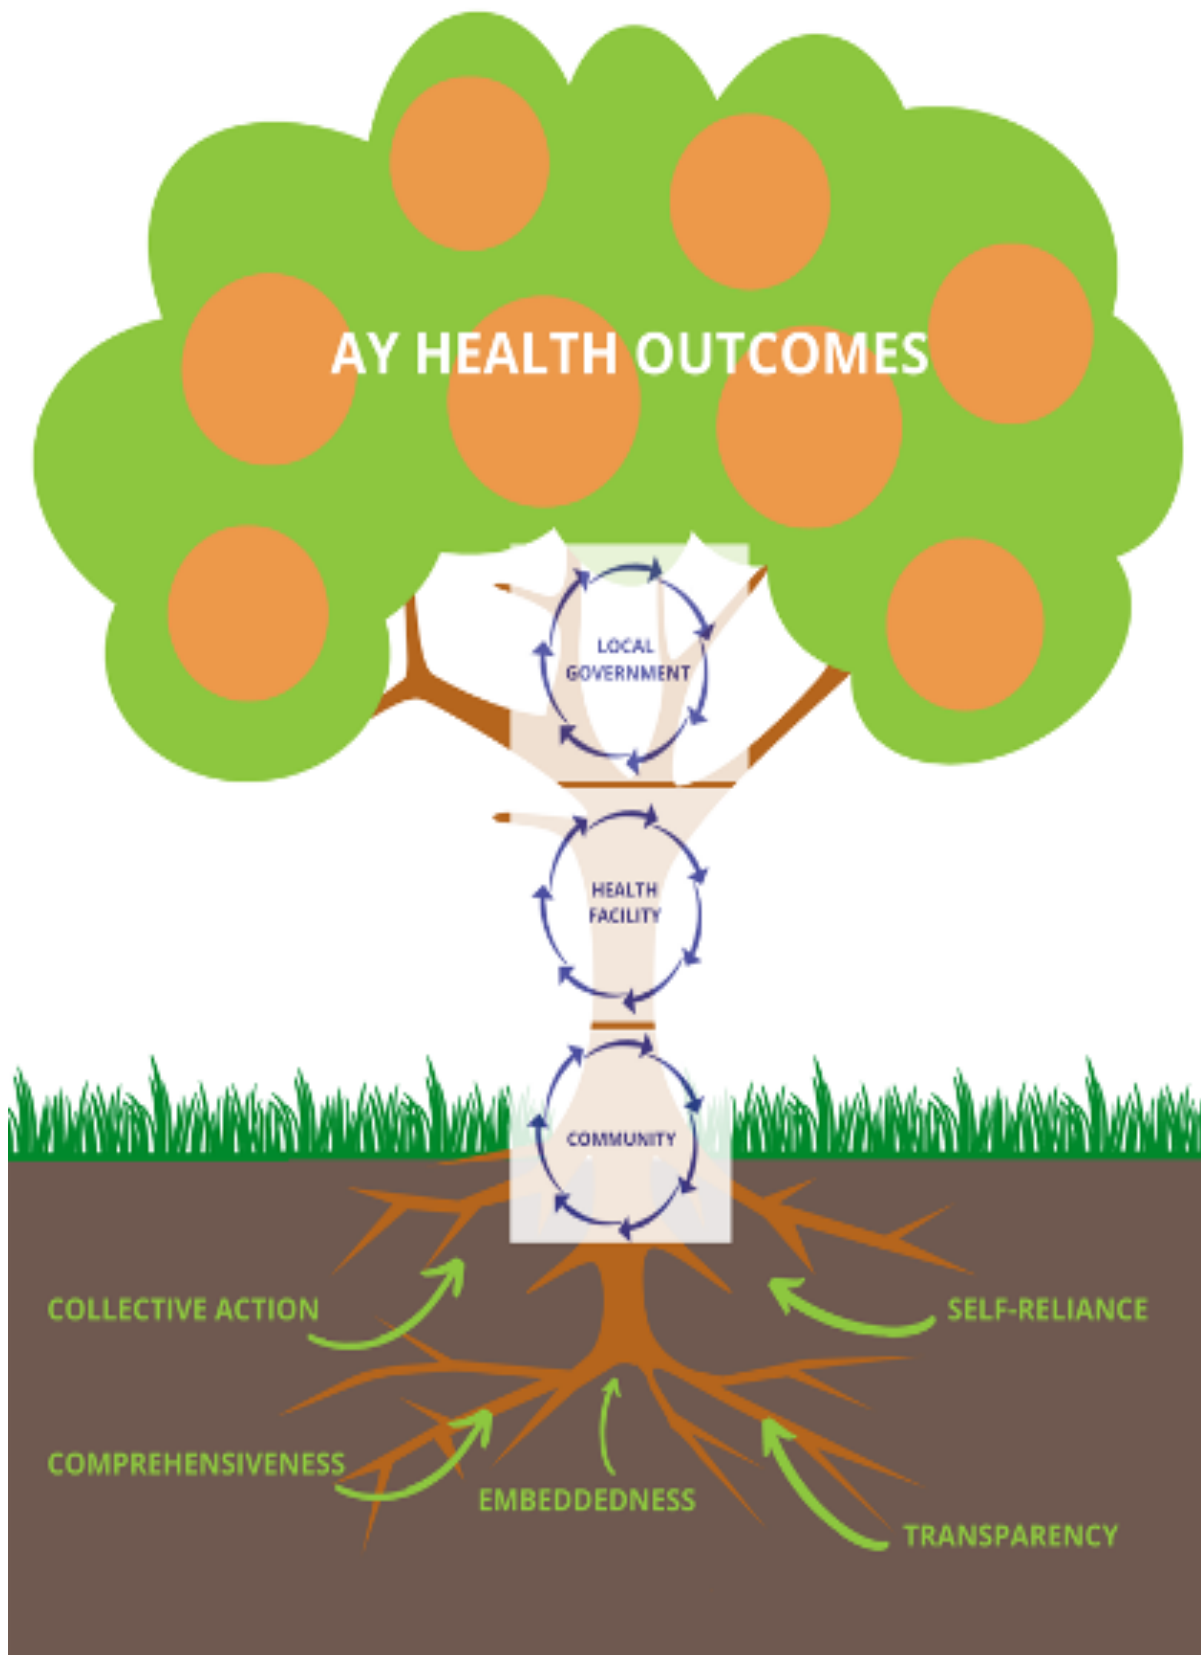 AY HEALTH OUTCOMES
LOCAL
GOVERNMENT
HEALTH
FACILITY
COMMUNITY
COLLECTIVE ACTION
SELF-RELIANCE
COMPREHENSIVENESS
EMBEDDEDNESS
TRANSPARENCY